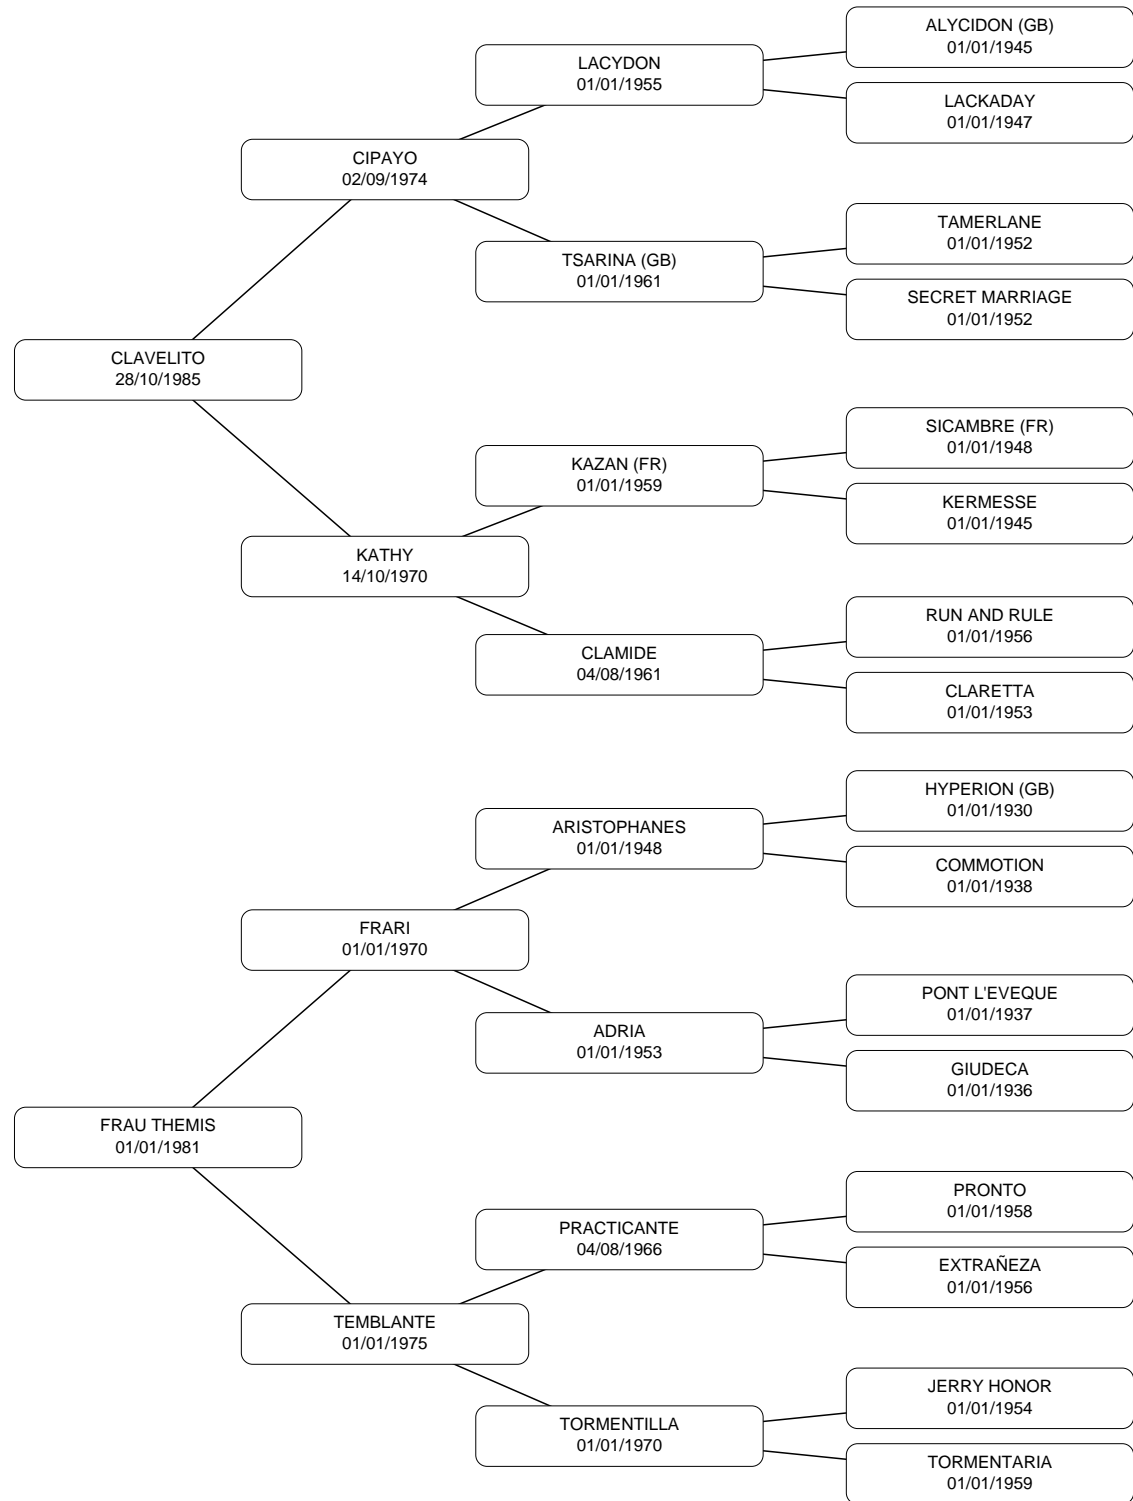 ALYCIDON (GB)
01/01/1945
LACYDON
01/01/1955
LACKADAY
01/01/1947
CIPAYO
02/09/1974
TAMERLANE
01/01/1952
TSARINA (GB)
01/01/1961
SECRET MARRIAGE
01/01/1952
CLAVELITO
28/10/1985
SICAMBRE (FR)
01/01/1948
KAZAN (FR)
01/01/1959
KERMESSE
01/01/1945
KATHY
14/10/1970
RUN AND RULE
01/01/1956
CLAMIDE
04/08/1961
CLARETTA
01/01/1953
HYPERION (GB)
01/01/1930
ARISTOPHANES
01/01/1948
COMMOTION
01/01/1938
FRARI
01/01/1970
PONT L'EVEQUE
01/01/1937
ADRIA
01/01/1953
GIUDECA
01/01/1936
FRAU THEMIS
01/01/1981
PRONTO
01/01/1958
PRACTICANTE
04/08/1966
EXTRAÑEZA
01/01/1956
TEMBLANTE
01/01/1975
JERRY HONOR
01/01/1954
TORMENTILLA
01/01/1970
TORMENTARIA
01/01/1959